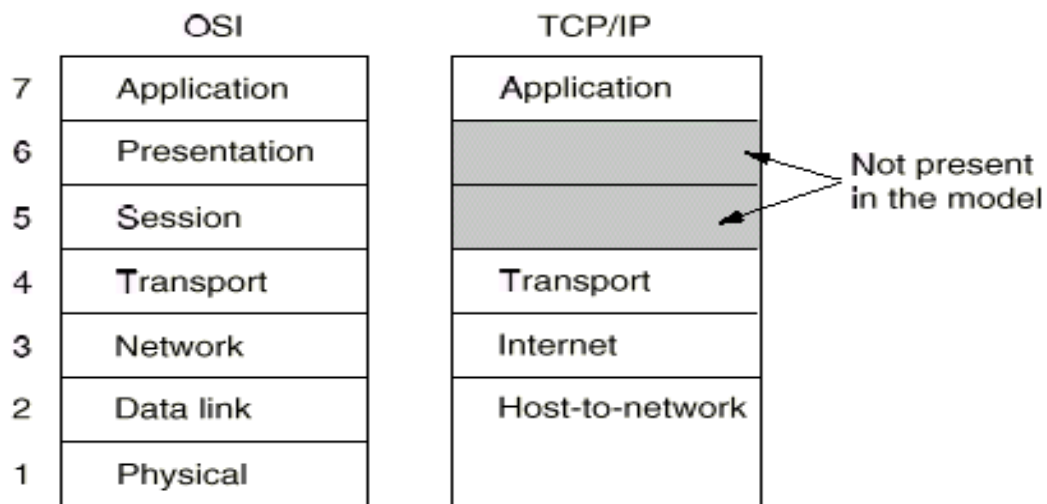 OSI
TCP/IP
7 Application Application
6 Presentation
Not present
in the model
5 Session
4 Transport Transport
3 Network Internet
2 Data link Host-to-network
1 Physical